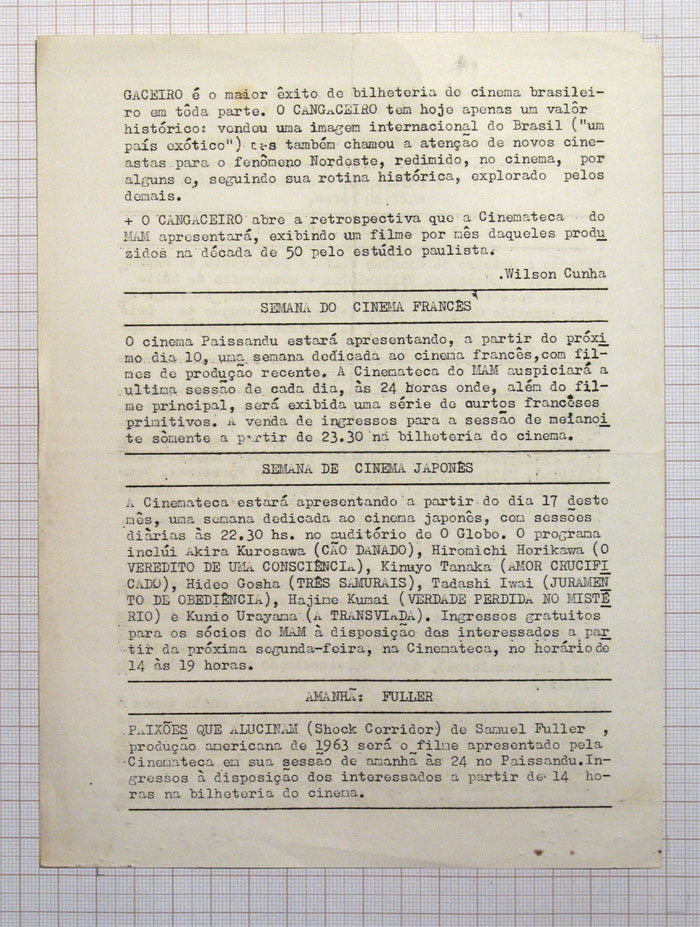 GACEIRO é o maior êxito de bilheteria do cinema brasilei-
ro em tôda parte. O CANGACEIRO tem hoje apenas um valôr
histórico: vendeu uma imagem internacional do Brasil ("um
país exótico") mas também chamou a atenção de novos cine-
astas para o fenômeno Nordeste, redimido, no cinema, por
alguns e, seguindo sua rotina histórica, explorado pelos
demais.
+ O CANGACEIRO abre a retrospectiva que a Cinemateca do
MAM apresentará, exibindo um filme por mês daqueles produ
zidos na década de 50 pelo estúdio paulista.
.Wilson Cunha
SEMANA DO CINEMA FRANCÊS
O cinema Paissandu estará apresentando, a partir do próxi
mo dia 10, uma semana dedicada ao cinema francês,com fil-
mes de produção recente. A Cinemateca do MAM auspiciará a
ultima sessão de cada dia, às 24 horas onde, além do fil-
me principal, será exibida uma série de curtos francêses
primitivos. A venda de ingressos para a sessão de meianoi
te sòmente a partir de 23.30 na bilheteria do cinema.
SEMANA DE CINEMA JAPONÊS
A Cinemateca estará apresentando a partir do dia 17 deste
mês, uma semana dedicada ao cinema japonês, com sessões
diàrias às 22.30 hs. no auditório de O Globo. O programa
inclúi Akira Kurosawa (CÃO DANADO), Hiromichi Horikawa (O
VEREDITO DE UMA CONSCIÊNCIA), Kinuyo Tanaka (AMOR CRUCIFI
CADO), Hideo Gosha (TRÊS SAMURAIS), Tadashi Iwai (JURAMEN
TO DE OBEDIÊNCIA), Hajime Kumai (VERDADE PERDIDA NO MISTÉ
RIO) e Kunio Urayama (A TRANSVIADA). Ingressos gratuitos
para os sócios do MAM à disposição dos interessados a par
tir da próxima segunda-feira, na Cinemateca, no horário de
14 às 19 horas.
AMANHÃ: FULLER
PAIXÕES QUE ALUCINAM (Shock Corridor) de Samuel Fuller ,
produção americana de 1963 será o filme apresentado pela
Cinemateca em sua sessão de amanhã às 24 no Paissandu.In-
gressos à disposição dos interessados a partir de 14 ho-
ras na bilheteria do cinema.